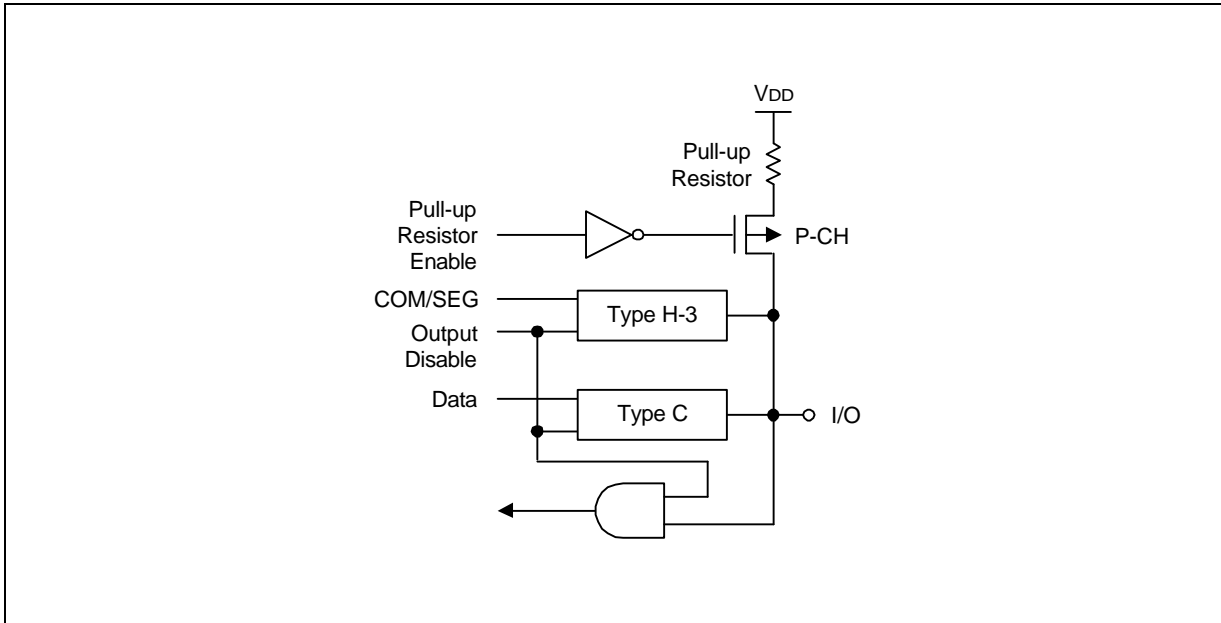 VDD
Pull-up
Resistor
Pull-up
Resistor
Enable
P-CH
COM/SEG
Type H-3
Output
Disable
Data
Type C
I/O